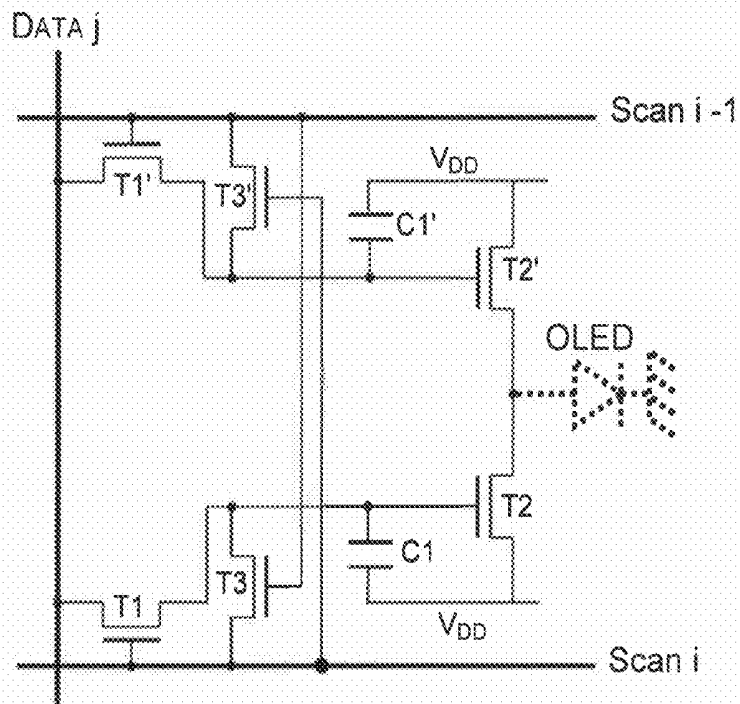 DATA j
Scan i -1
VDD
T1'
T3'
C1'
T2'
OLED
T2
C1
T3
T1
VDD
Scan i